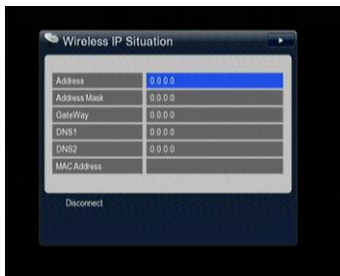 Wireless IP Situation
Address 0.0.0.0
Address Mask 0.0.0.0
GateWay 0.0.0.0
DNS1 0.0.0.0
DNS2 0.0.0.0
MAC Address
Disconnect